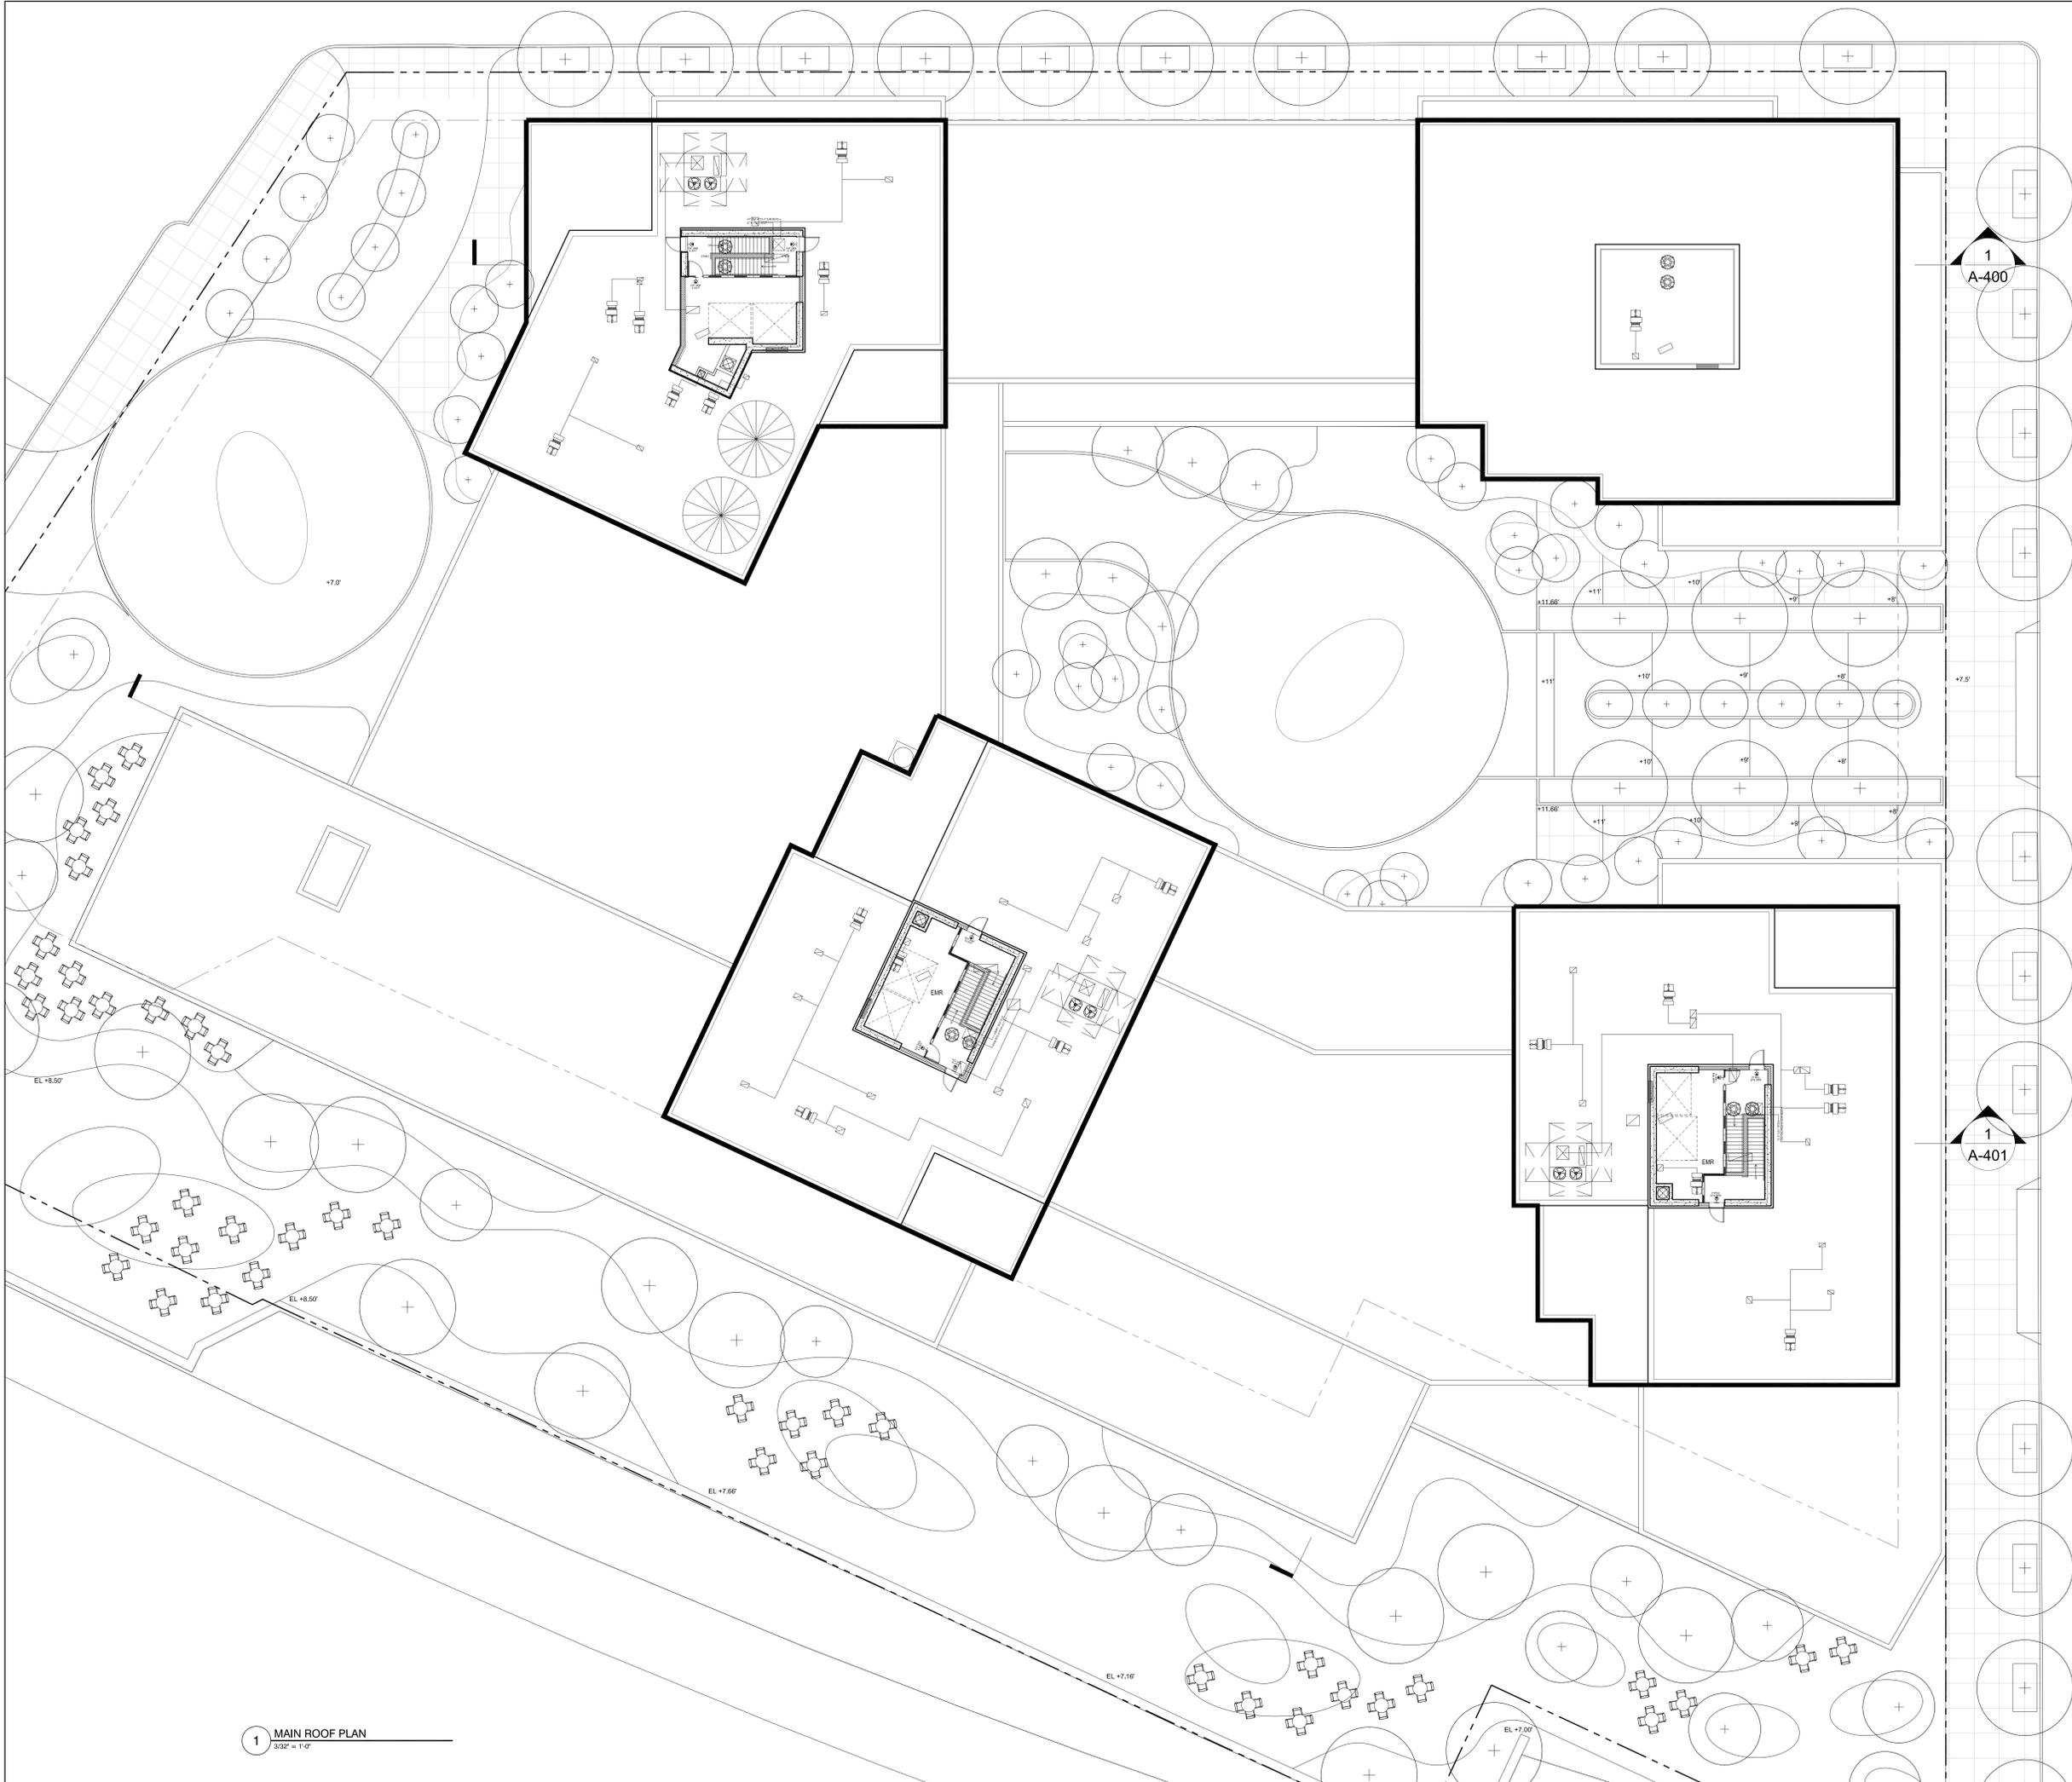 1
A-400
+7.0'
+10'
+11'
+9'
+8'
+11.66'
+11'
+10'
+9'
+8'
+7.5'
+10'
+9'
+8'
+11.66'
+11'
+10'
+9'
+8'
EMR
EL +8.50'
1
A-401
EMR
EL +8.50'
EL +7.66'
EL +7.16'
EL +7.00'
1
MAIN ROOF PLAN
3/32" = 1'-0"